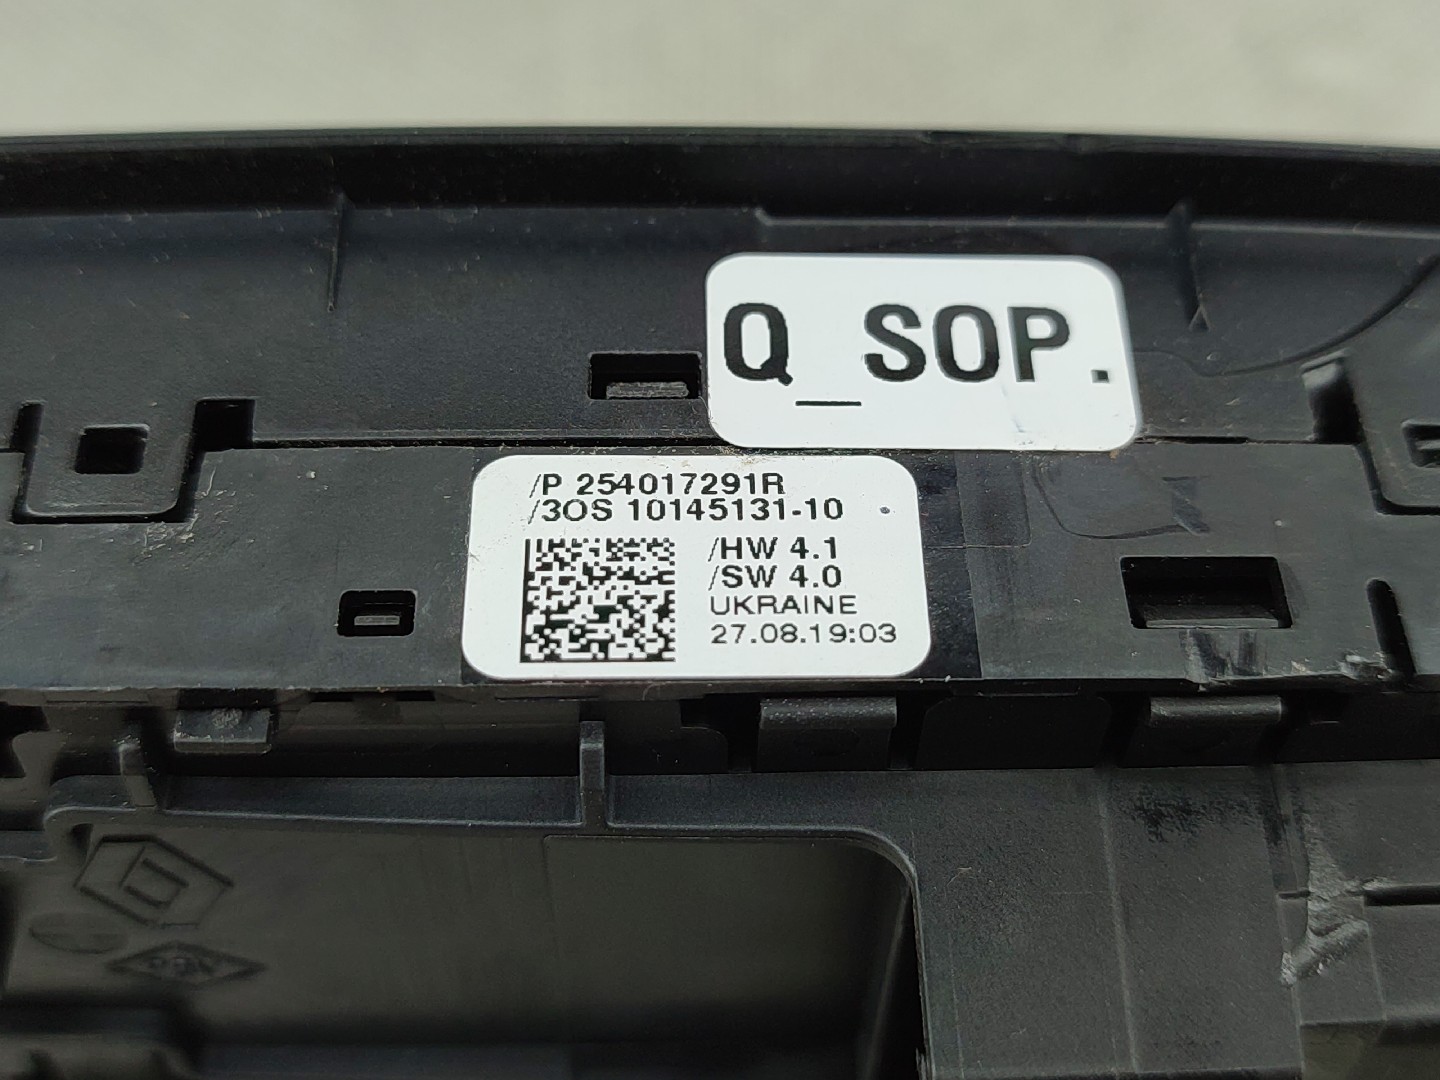 Q_SOP.
/P 254017291R
/3OS 10145131-10
/HW 4.1
/SW 4.0
UKRAINE
27.08.19:03